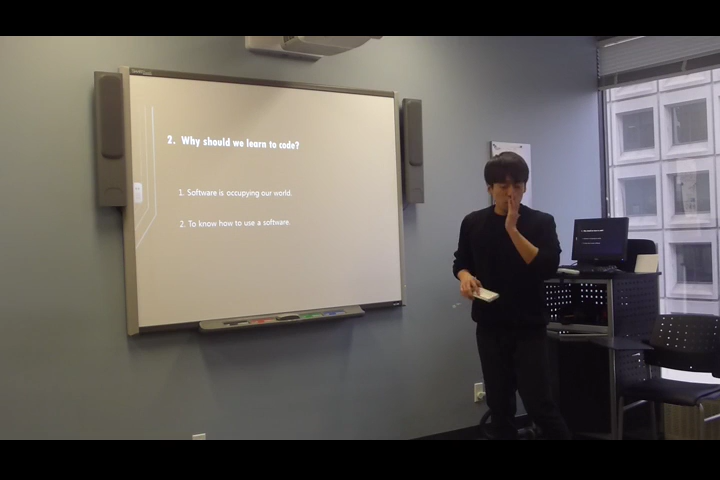 2. Why should we learn to code?
1. Software is occupying our world.
2. To know how to use a software.